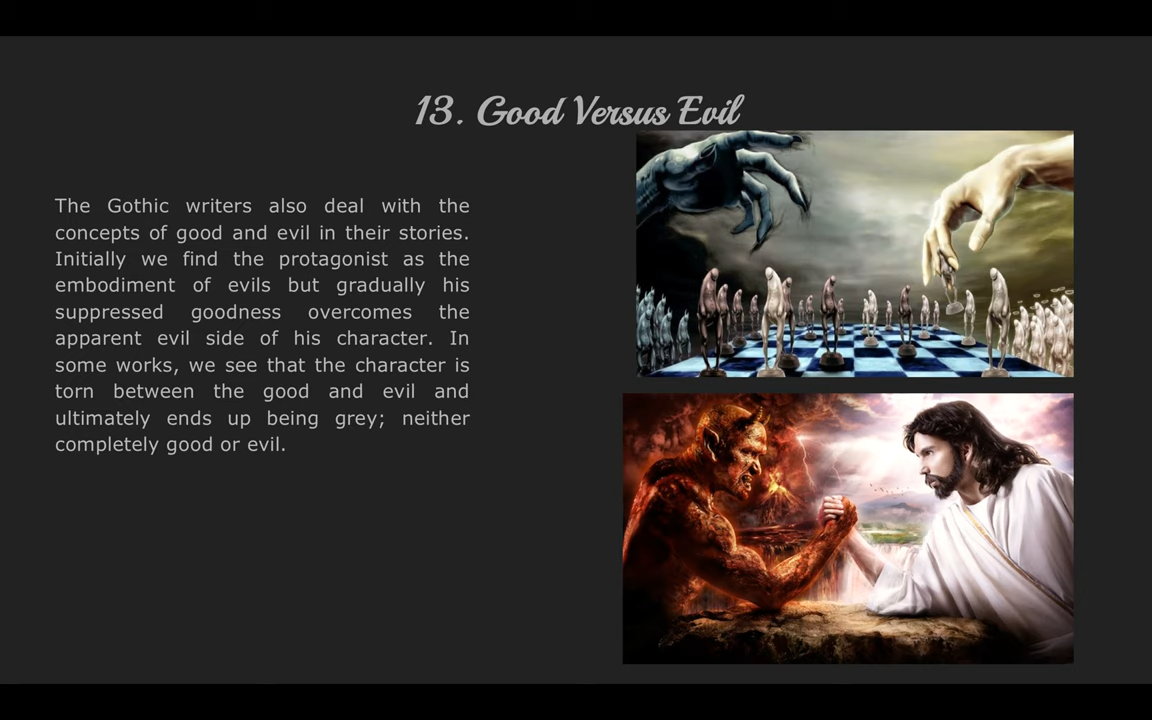 13. Good Versus Evil
The Gothic writers also deal with the
concepts of good and evil in their stories.
Initially we find the protagonist as the
embodiment of evils but gradually his
suppressed goodness overcomes the
apparent evil side of his character. In
some works, we see that the character is
torn between the good and evil and
ultimately ends up being grey; neither
completely good or evil.